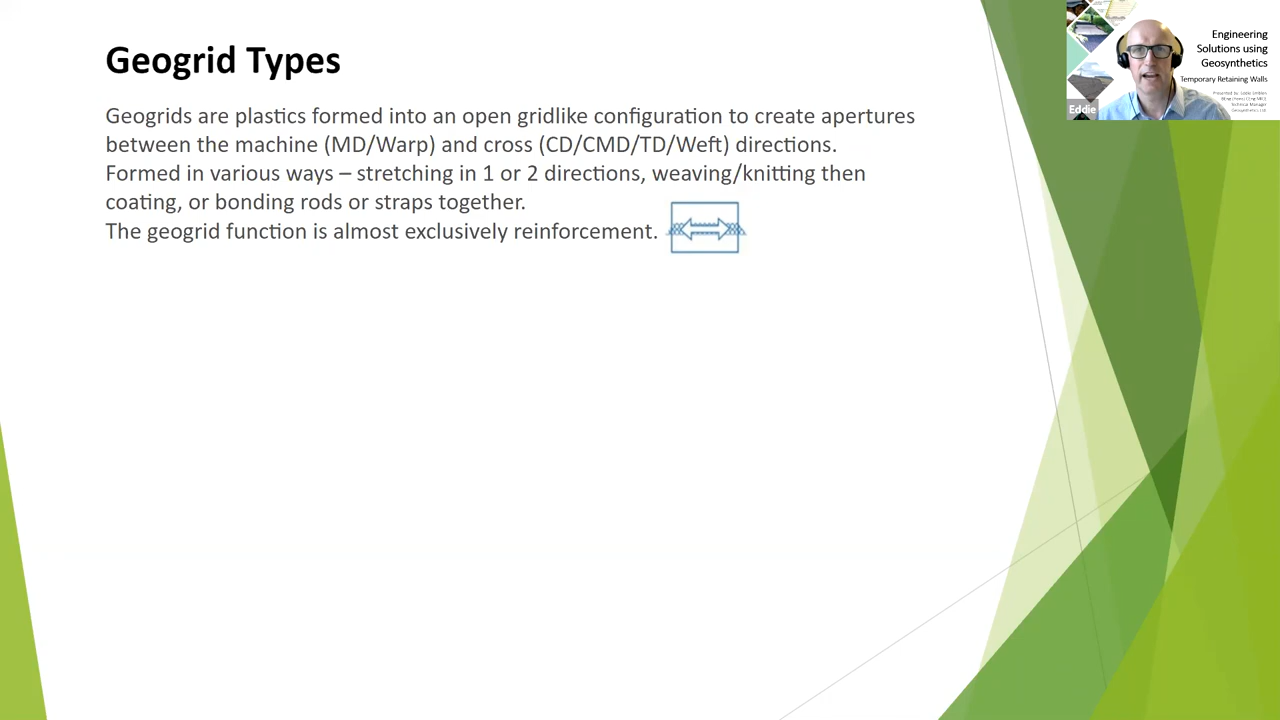 Geogrid Types
Geogrids are plastics formed into an open gridlike configuration to create apertures
between the machine (MD/Warp) and cross (CD/CMD/TD/Weft) directions.
Formed in various ways – stretching in 1 or 2 directions, weaving/knitting then
coating, or bonding rods or straps together.
The geogrid function is almost exclusively reinforcement.
Engineering
Solutions using
Geosynthetics
Temporary Retaining Walls
Technical Manager
Eddie